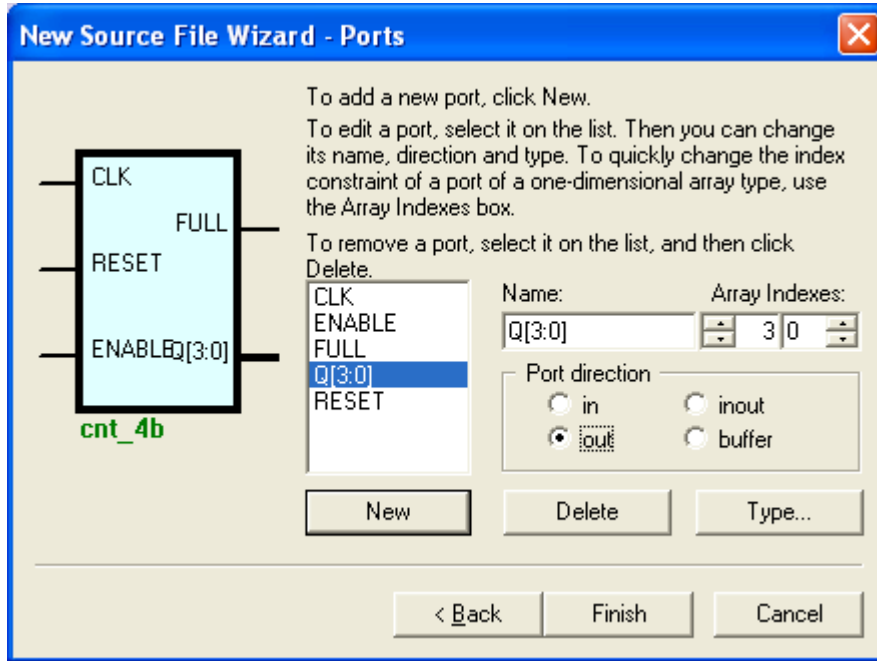 New Source File Wizard - Ports
To add a new port, click New.
To edit a port, select it on the list. Then you can change
its name, direction and type. To quickly change the index
constraint of a port of a one-dimensional array type, use
the Array Indexes box.
To remove a port, select it on the list, and then click
Delete.
CLK
FULL
RESET
ENABLE
Q[3:0]
cnt_4b
CLK
ENABLE
FULL
Q[3:0]
RESET
Name:
Array Indexes:
Q[3:0]
3
0
Port direction
in
inout
out
buffer
New
Delete
Type...
< Back
Finish
Cancel